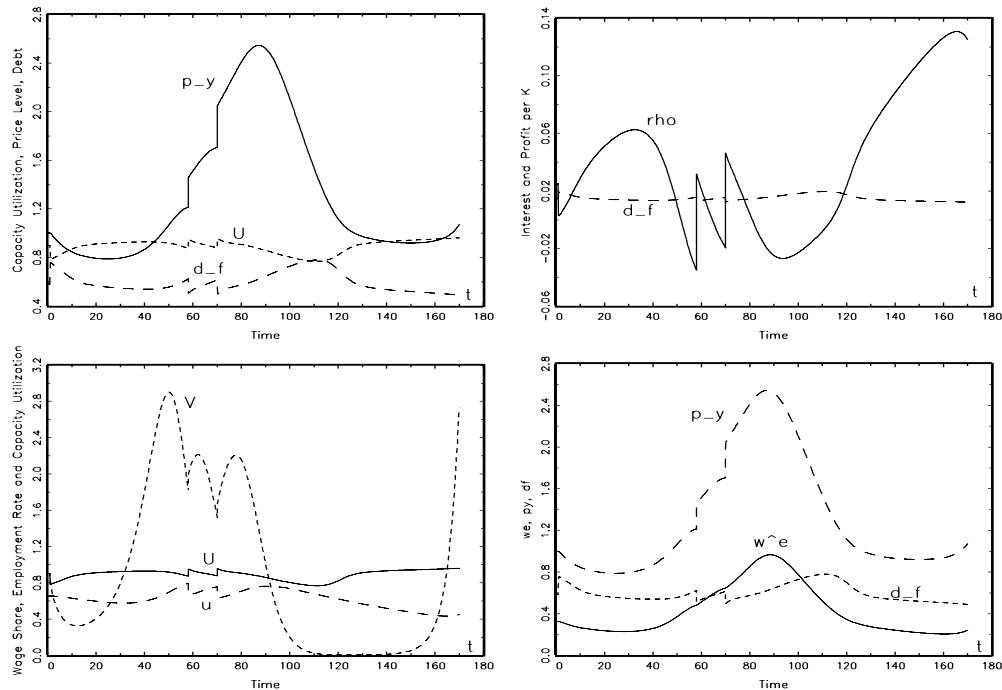 Capacity Utilization, Price Level, Debt
2.8
2.4
2.0
1.6
1.2
0.8
0.4
p_y
U
d_f
t
0 20 40 60 80 100 120 140 160 180
Time
Interest and Profit per K
0.14
0.10
0.06
0.02
-0.02
-0.06
rho
d_f
t
0 20 40 60 80 100 120 140 160 180
Time
Wage Share, Employment Rate and Capacity Utilization
3.2
2.8
2.4
2.0
1.6
1.2
0.8
0.4
0.0
V
U
u
t
0 20 40 60 80 100 120 140 160 180
Time
we, py, df
2.8
2.4
2.0
1.6
1.2
0.8
0.4
0.0
p_y
w^e
d_f
t
0 20 40 60 80 100 120 140 160 180
Time